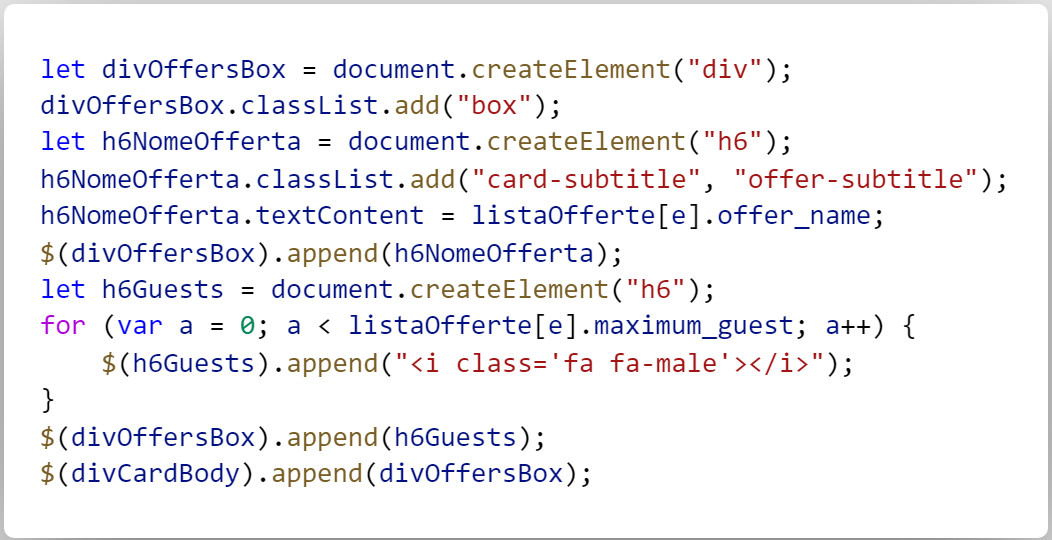 let divOffersBox = document.createElement("div");
divOffersBox.classList.add("box");
let h6NomeOfferta = document.createElement("h6");
h6NomeOfferta.classList.add("card-subtitle", "offer-subtitle");
h6NomeOfferta.textContent = listaOfferte[e].offer_name;
$(divOffersBox).append(h6NomeOfferta);
let h6Guests = document.createElement("h6");
for (var a = 0; a < listaOfferte[e].maximum_guest; a++) {
    $(h6Guests).append("<i class='fa fa-male'></i>");
}
$(divOffersBox).append(h6Guests);
$(divCardBody).append(divOffersBox);